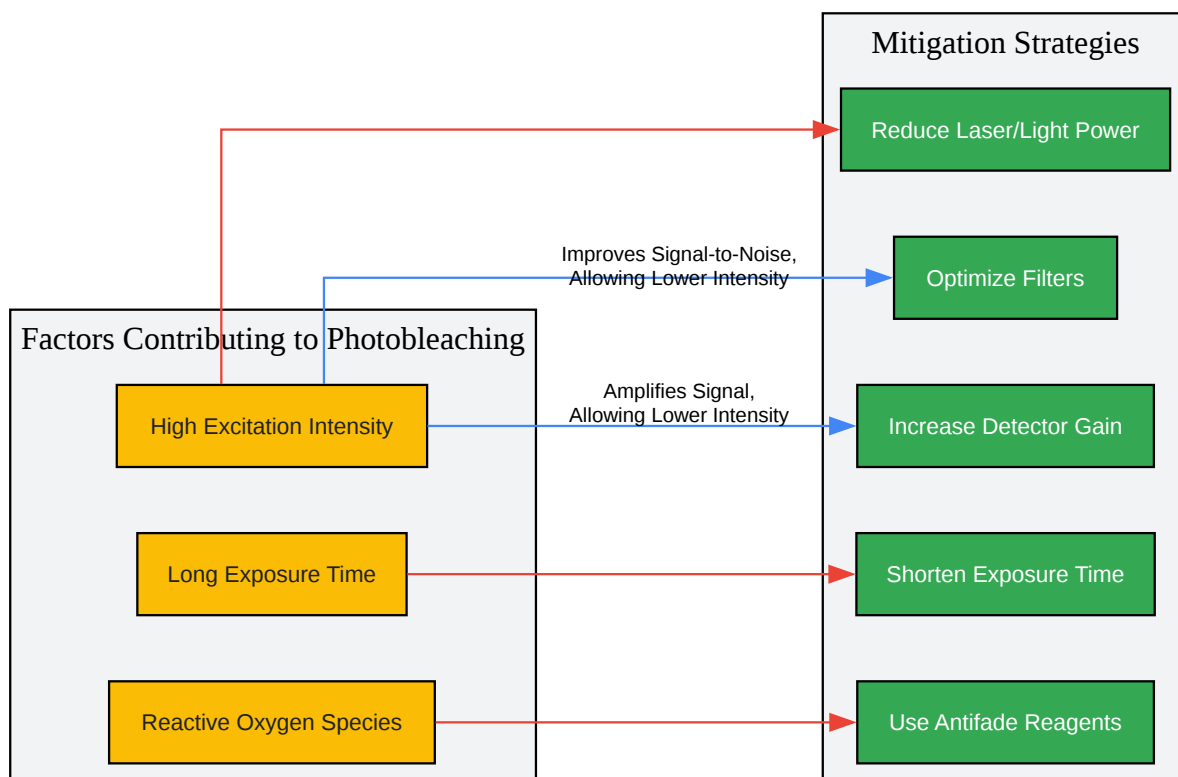 Mitigation Strategies
Reduce Laser/Light Power
Improves Signal-to-Noise,
Allowing Lower Intensity
Optimize Filters
Factors Contributing to Photobleaching
High Excitation Intensity
Amplifies Signal,
Allowing Lower Intensity
Increase Detector Gain
Long Exposure Time
Shorten Exposure Time
Reactive Oxygen Species
Use Antifade Reagents